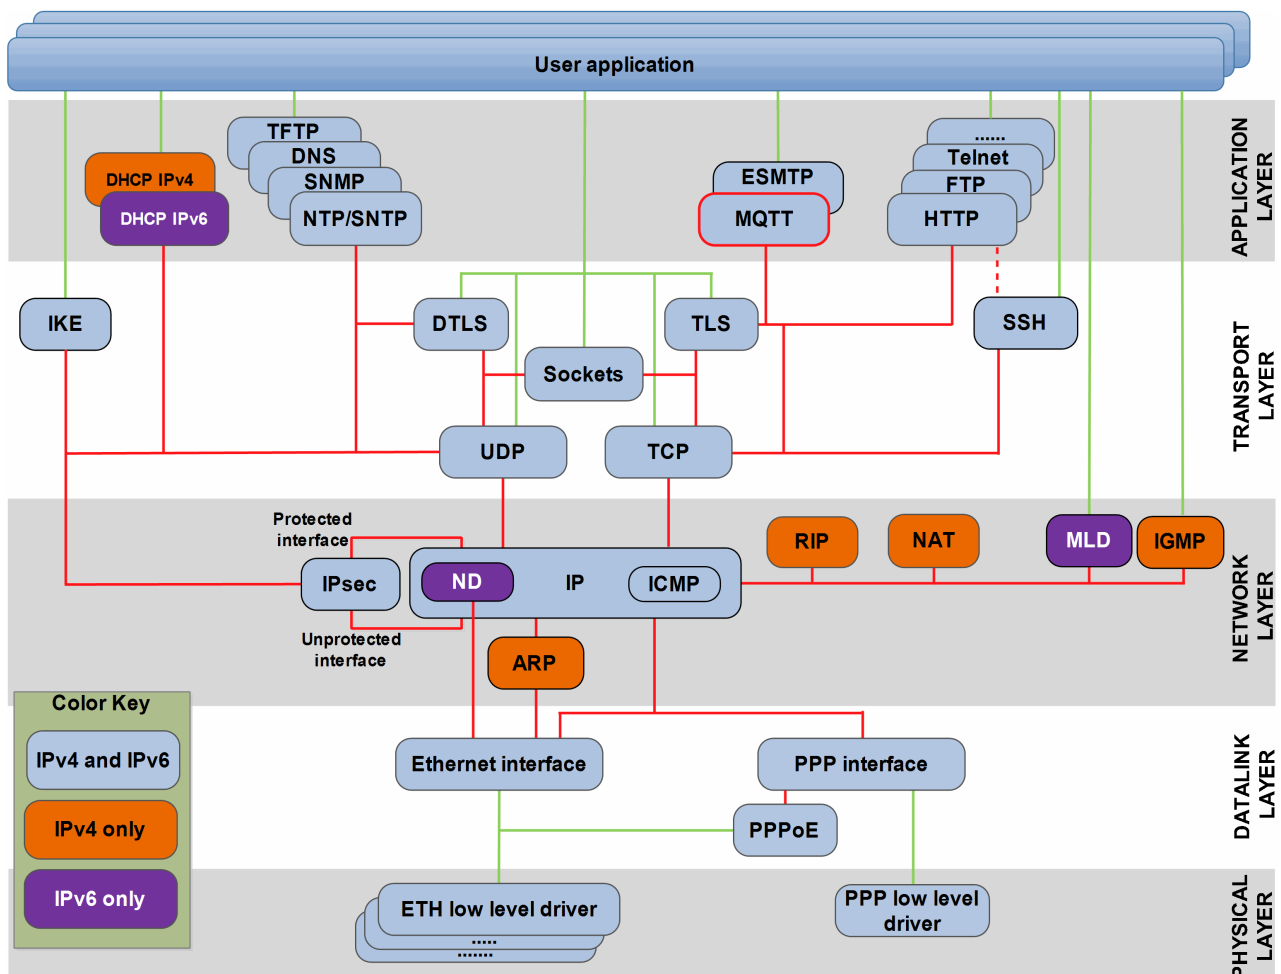 User application
TFTP
DNS
SNMP
NTP/SNTP
DHCP IPv4
DHCP IPv6
ESMTP
MQTT
......
Telnet
FTP
HTTP
APPLICATION
LAYER
IKE
DTLS
TLS
SSH
Sockets
UDP
TCP
TRANSPORT
LAYER
Protected
interface
IPsec
Unprotected
interface
ND
IP
ICMP
RIP
NAT
MLD
IGMP
ARP
NETWORK
LAYER
Color Key
IPv4 and IPv6
IPv4 only
IPv6 only
Ethernet interface
PPP interface
PPPoE
DATALINK
LAYER
ETH low level driver
.....
.......
PPP low level
driver
PHYSICAL
LAYER